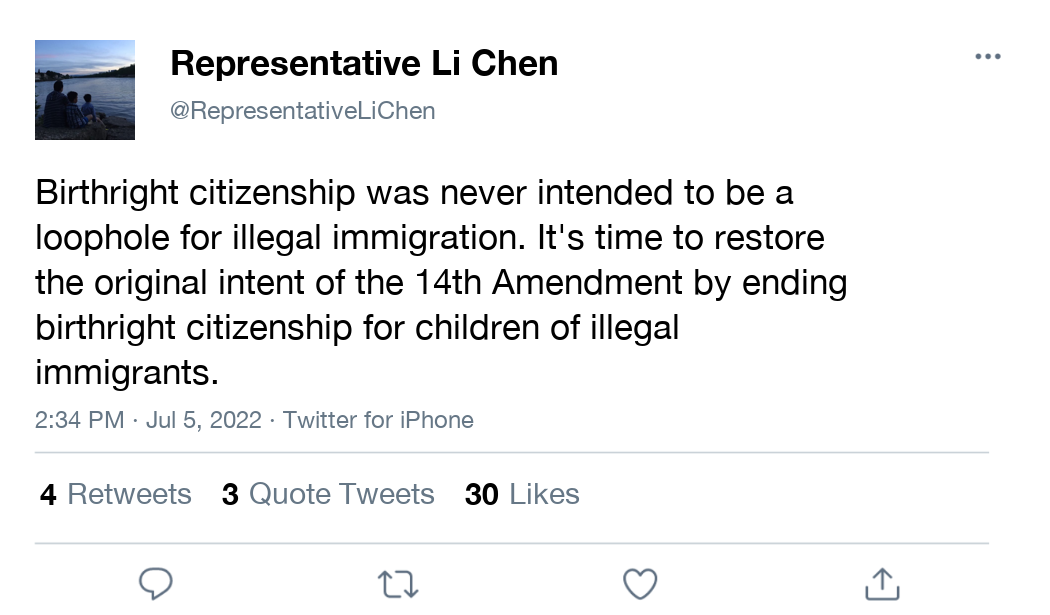 Representative Li Chen
@RepresentativeLiChen
Birthright citizenship was never intended to be a
loophole for illegal immigration. It's time to restore
the original intent of the 14th Amendment by ending
birthright citizenship for children of illegal
immigrants.
2:34 PM · Jul 5, 2022 · Twitter for iPhone
4 Retweets 3 Quote Tweets 30 Likes